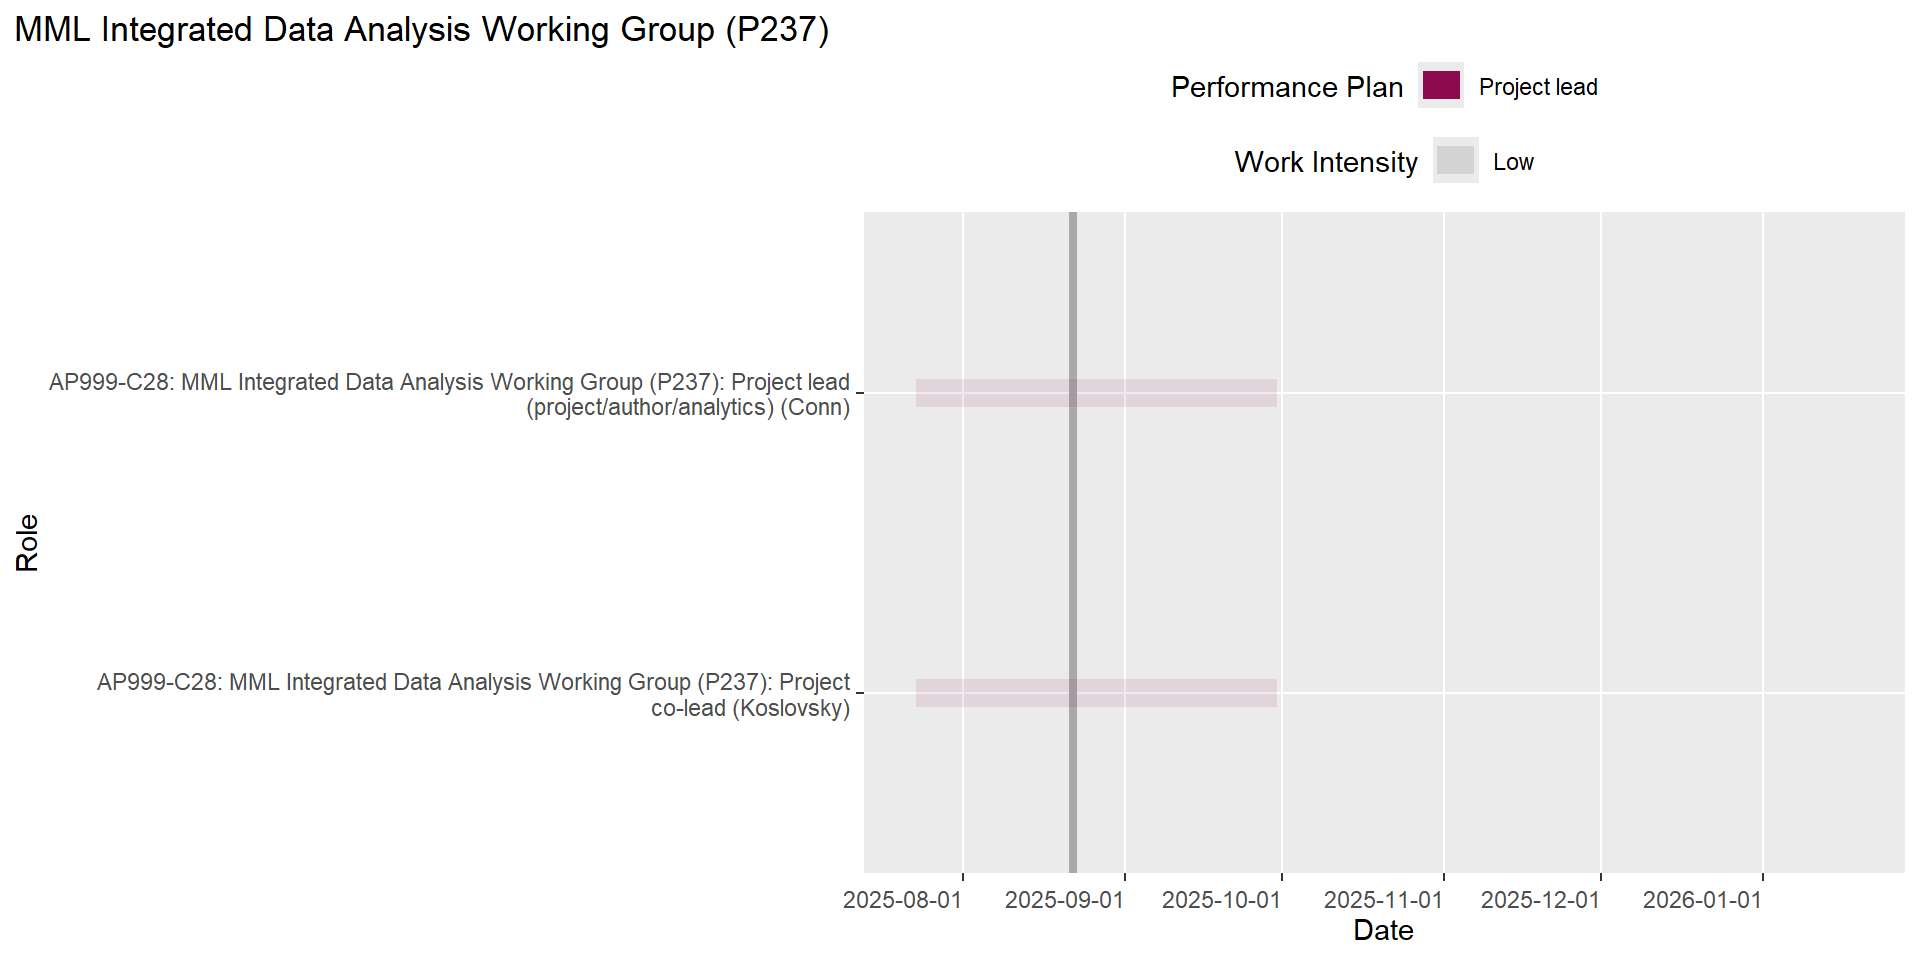 MML Integrated Data Analysis Working Group (P237)
Performance Plan
Project lead
Work Intensity
Low
AP999-C28: MML Integrated Data Analysis Working Group (P237): Project lead
(project/author/analytics) (Conn)
Role
AP999-C28: MML Integrated Data Analysis Working Group (P237): Project
co-lead (Koslovsky)
2025-08-01
2025-09-01
2025-10-01
2025-11-01
2025-12-01
2026-01-01
Date